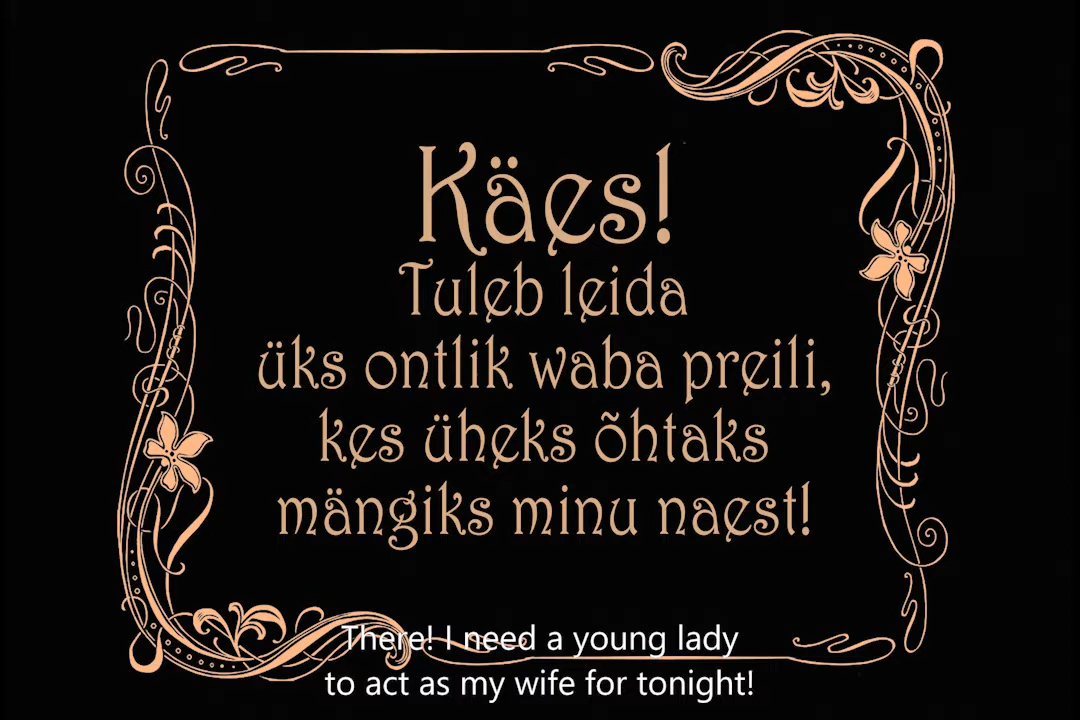 Käes!
Tuleb leida
üks ontlik waba preili,
kes üheks õhtaks
mängiks minu naest!
There! I need a young lady
to act as my wife for tonight!